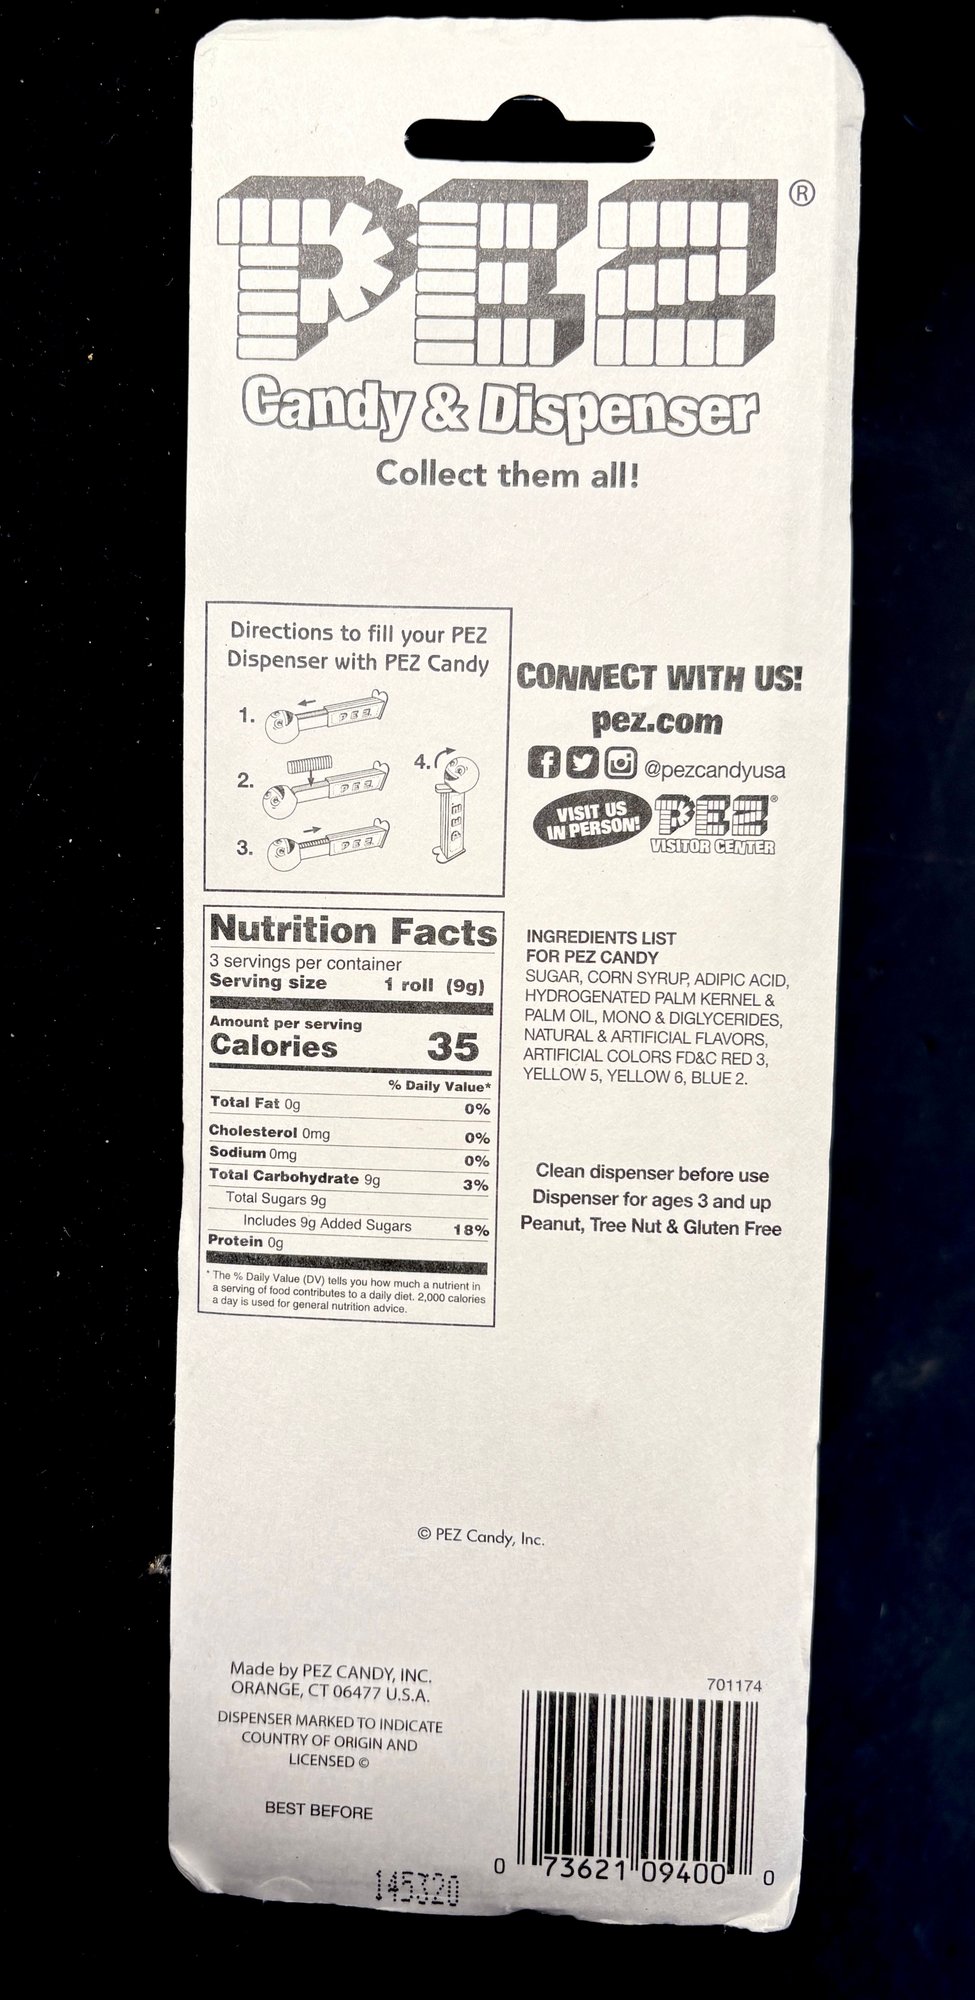 PEZ®
Candy & Dispenser
Collect them all!
Directions to fill your PEZ
Dispenser with PEZ Candy
1.
PEZ
2.
PEZ
3.
PEZ
4.
PEZ
CONNECT WITH US!
pez.com
@pezcandyusa
VISIT US
IN PERSON!
PEZ®
VISITOR CENTER
Nutrition Facts
3 servings per container
Serving size 1 roll (9g)
Amount per serving
Calories 35
% Daily Value*
Total Fat 0g 0%
Cholesterol 0mg 0%
Sodium 0mg 0%
Total Carbohydrate 9g 3%
Total Sugars 9g
Includes 9g Added Sugars 18%
Protein 0g
* The % Daily Value (DV) tells you how much a nutrient in
a serving of food contributes to a daily diet. 2,000 calories
a day is used for general nutrition advice.
INGREDIENTS LIST
FOR PEZ CANDY
SUGAR, CORN SYRUP, ADIPIC ACID,
HYDROGENATED PALM KERNEL &
PALM OIL, MONO & DIGLYCERIDES,
NATURAL & ARTIFICIAL FLAVORS,
ARTIFICIAL COLORS FD&C RED 3,
YELLOW 5, YELLOW 6, BLUE 2.
Clean dispenser before use
Dispenser for ages 3 and up
Peanut, Tree Nut & Gluten Free
© PEZ Candy, Inc.
Made by PEZ CANDY, INC.
ORANGE, CT 06477 U.S.A.
DISPENSER MARKED TO INDICATE
COUNTRY OF ORIGIN AND
LICENSED ©
BEST BEFORE
145320
701174
0 73621 09400 0